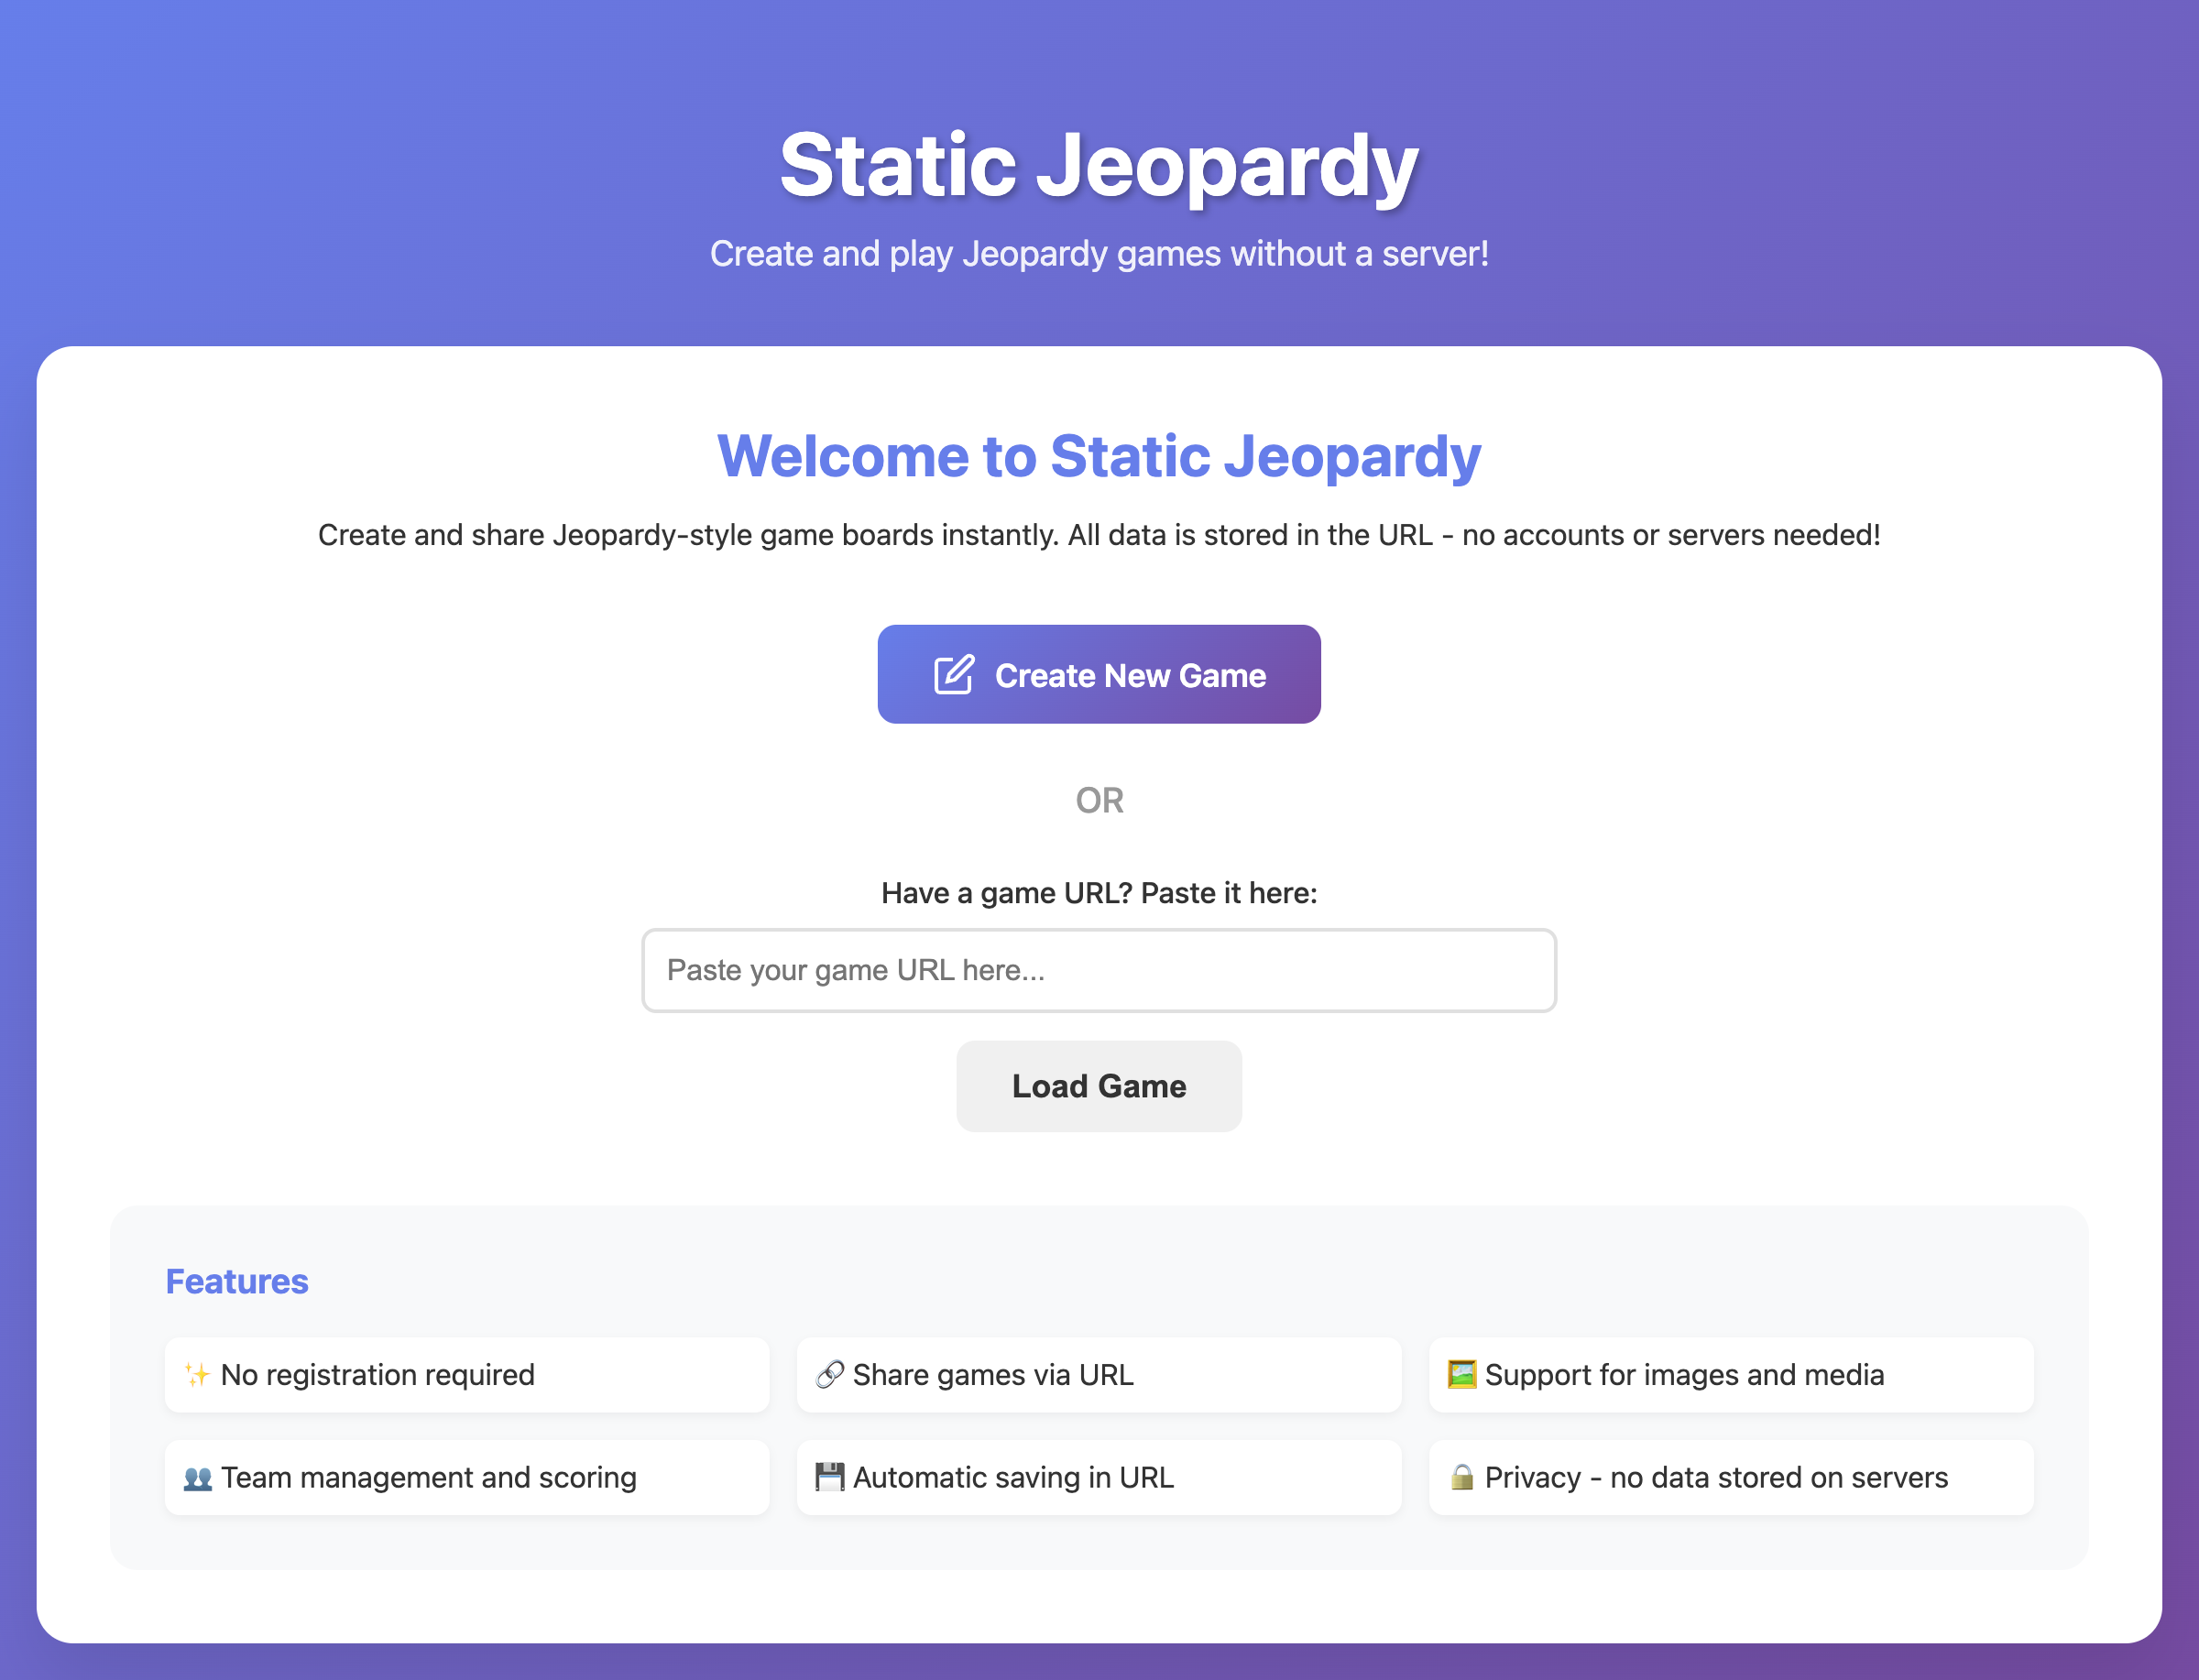 Static Jeopardy
Create and play Jeopardy games without a server!
Welcome to Static Jeopardy
Create and share Jeopardy-style game boards instantly. All data is stored in the URL - no accounts or servers needed!
Create New Game
OR
Have a game URL? Paste it here:
Paste your game URL here...
Load Game
Features
✨ No registration required
🔗 Share games via URL
🖼️ Support for images and media
👥 Team management and scoring
💾 Automatic saving in URL
🔒 Privacy - no data stored on servers